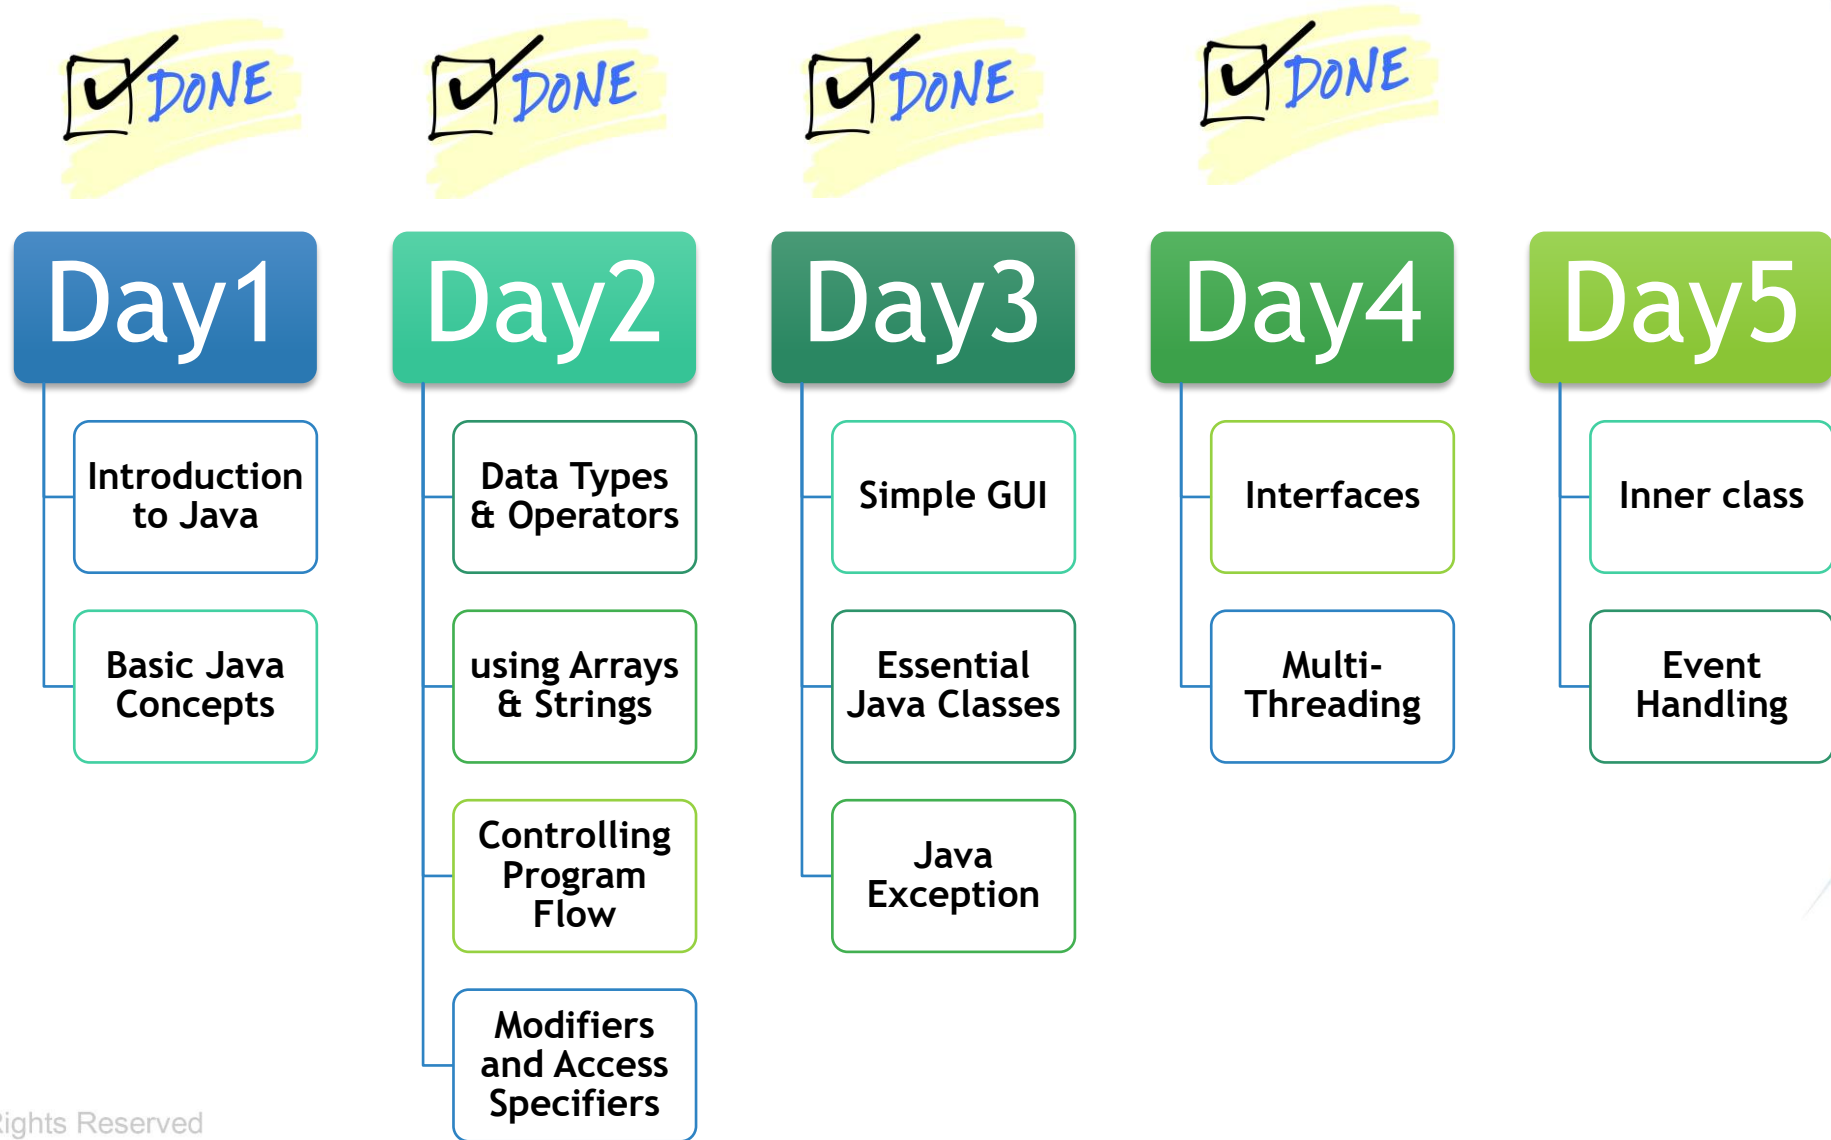 DONE
DONE
DONE
DONE
Day1
Day2
Day3
Day4
Day5
Introduction
to Java
Basic Java
Concepts
Data Types
& Operators
using Arrays
& Strings
Controlling
Program
Flow
Modifiers
and Access
Specifiers
Simple GUI
Essential
Java Classes
Java
Exception
Interfaces
Multi-
Threading
Inner class
Event
Handling
Rights Reserved